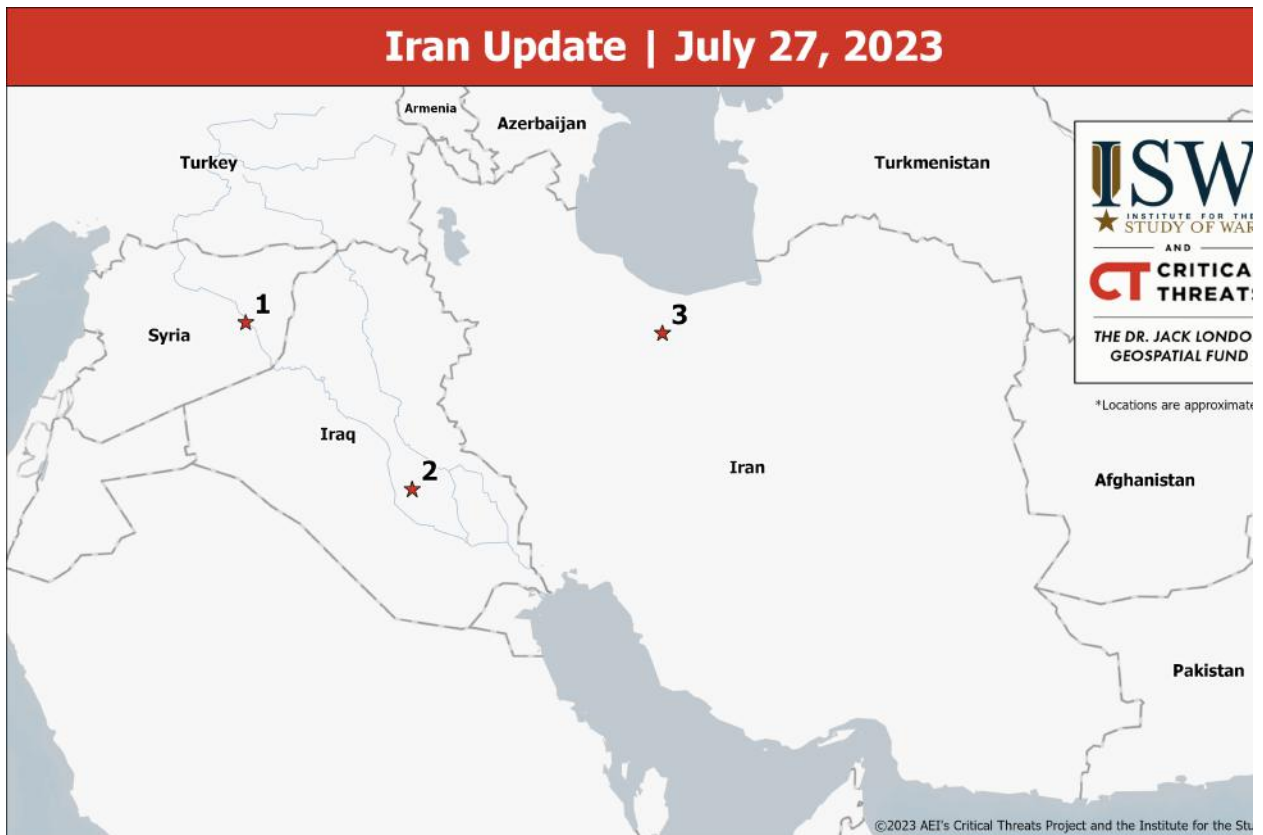 Iran Update | July 27, 2023
Armenia
Azerbaijan
Turkey
Turkmenistan
ISW
INSTITUTE FOR THE
STUDY OF WAR
AND
CT CRITICA
THREATS
THE DR. JACK LONDO
GEOSPATIAL FUND
*Locations are approximate
1
Syria
3
Iraq
2
Iran
Afghanistan
Pakistan
©2023 AEI's Critical Threats Project and the Institute for the Stu